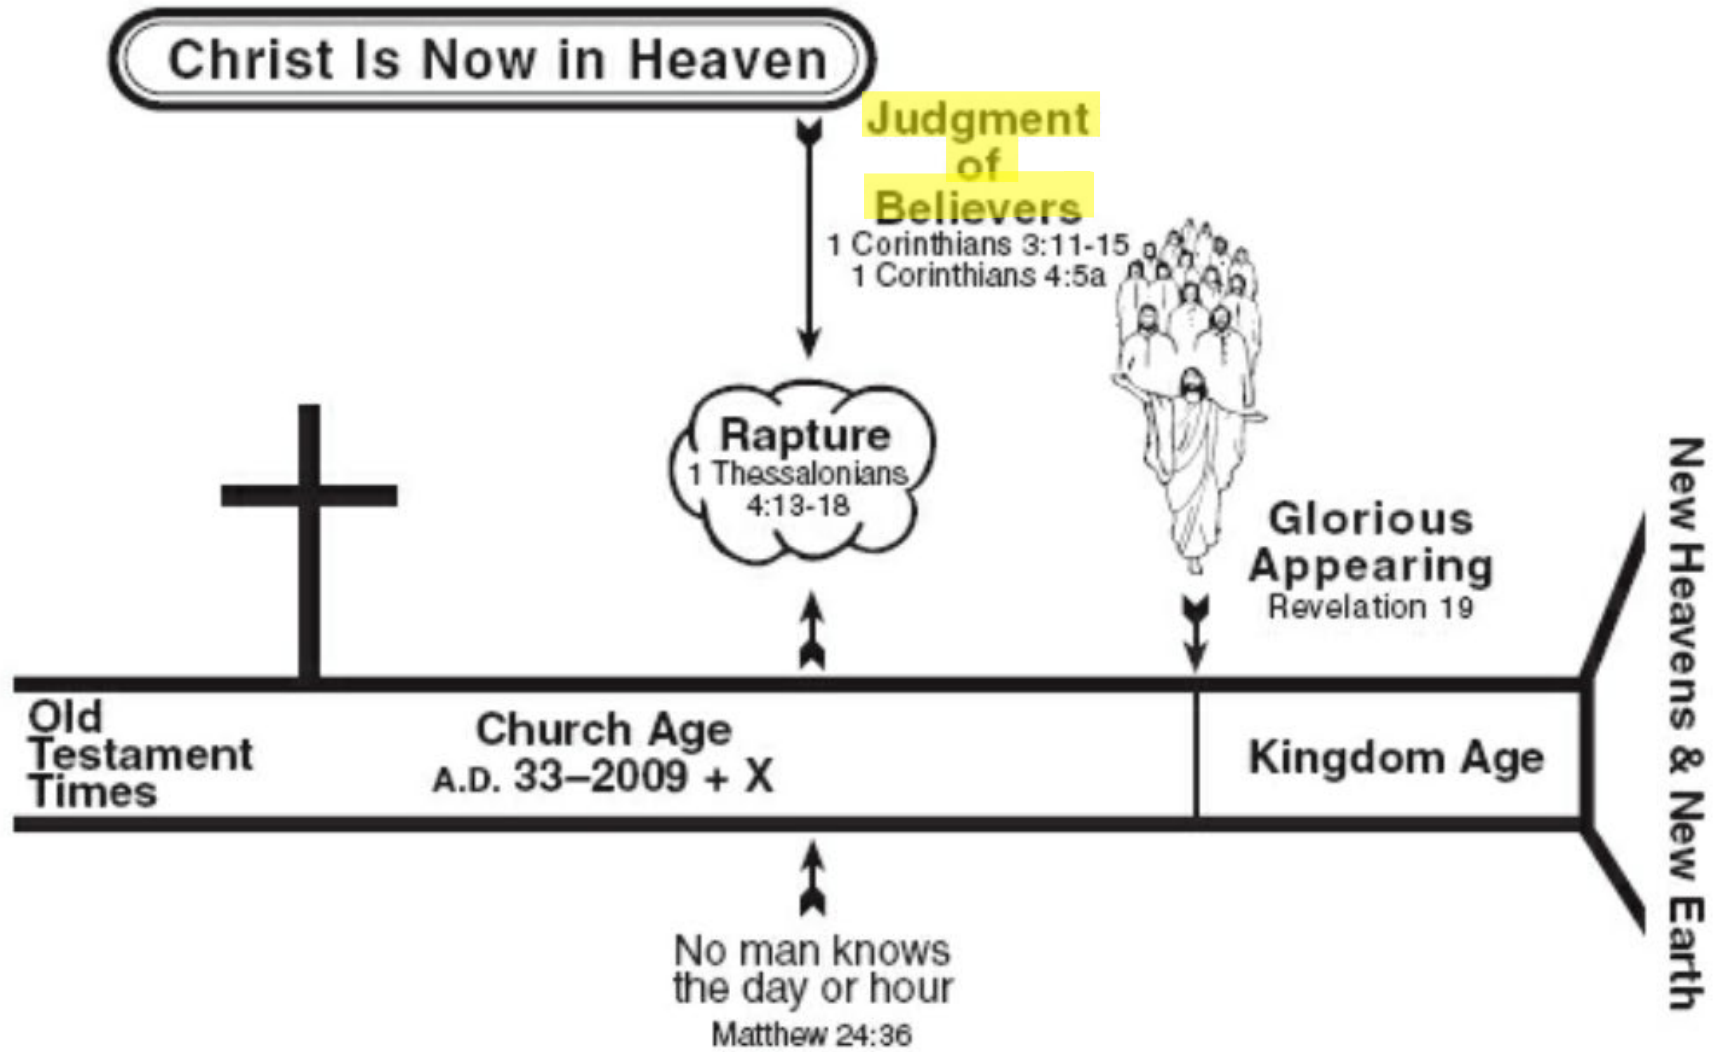 Christ Is Now in Heaven
Judgment
of
Believers
1 Corinthians 3:11-15
1 Corinthians 4:5a
Rapture
1 Thessalonians
4:13-18
Glorious
Appearing
Revelation 19
Old
Testament
Times
Church Age
A.D. 33–2009 + X
Kingdom Age
New Heavens & New Earth
No man knows
the day or hour
Matthew 24:36